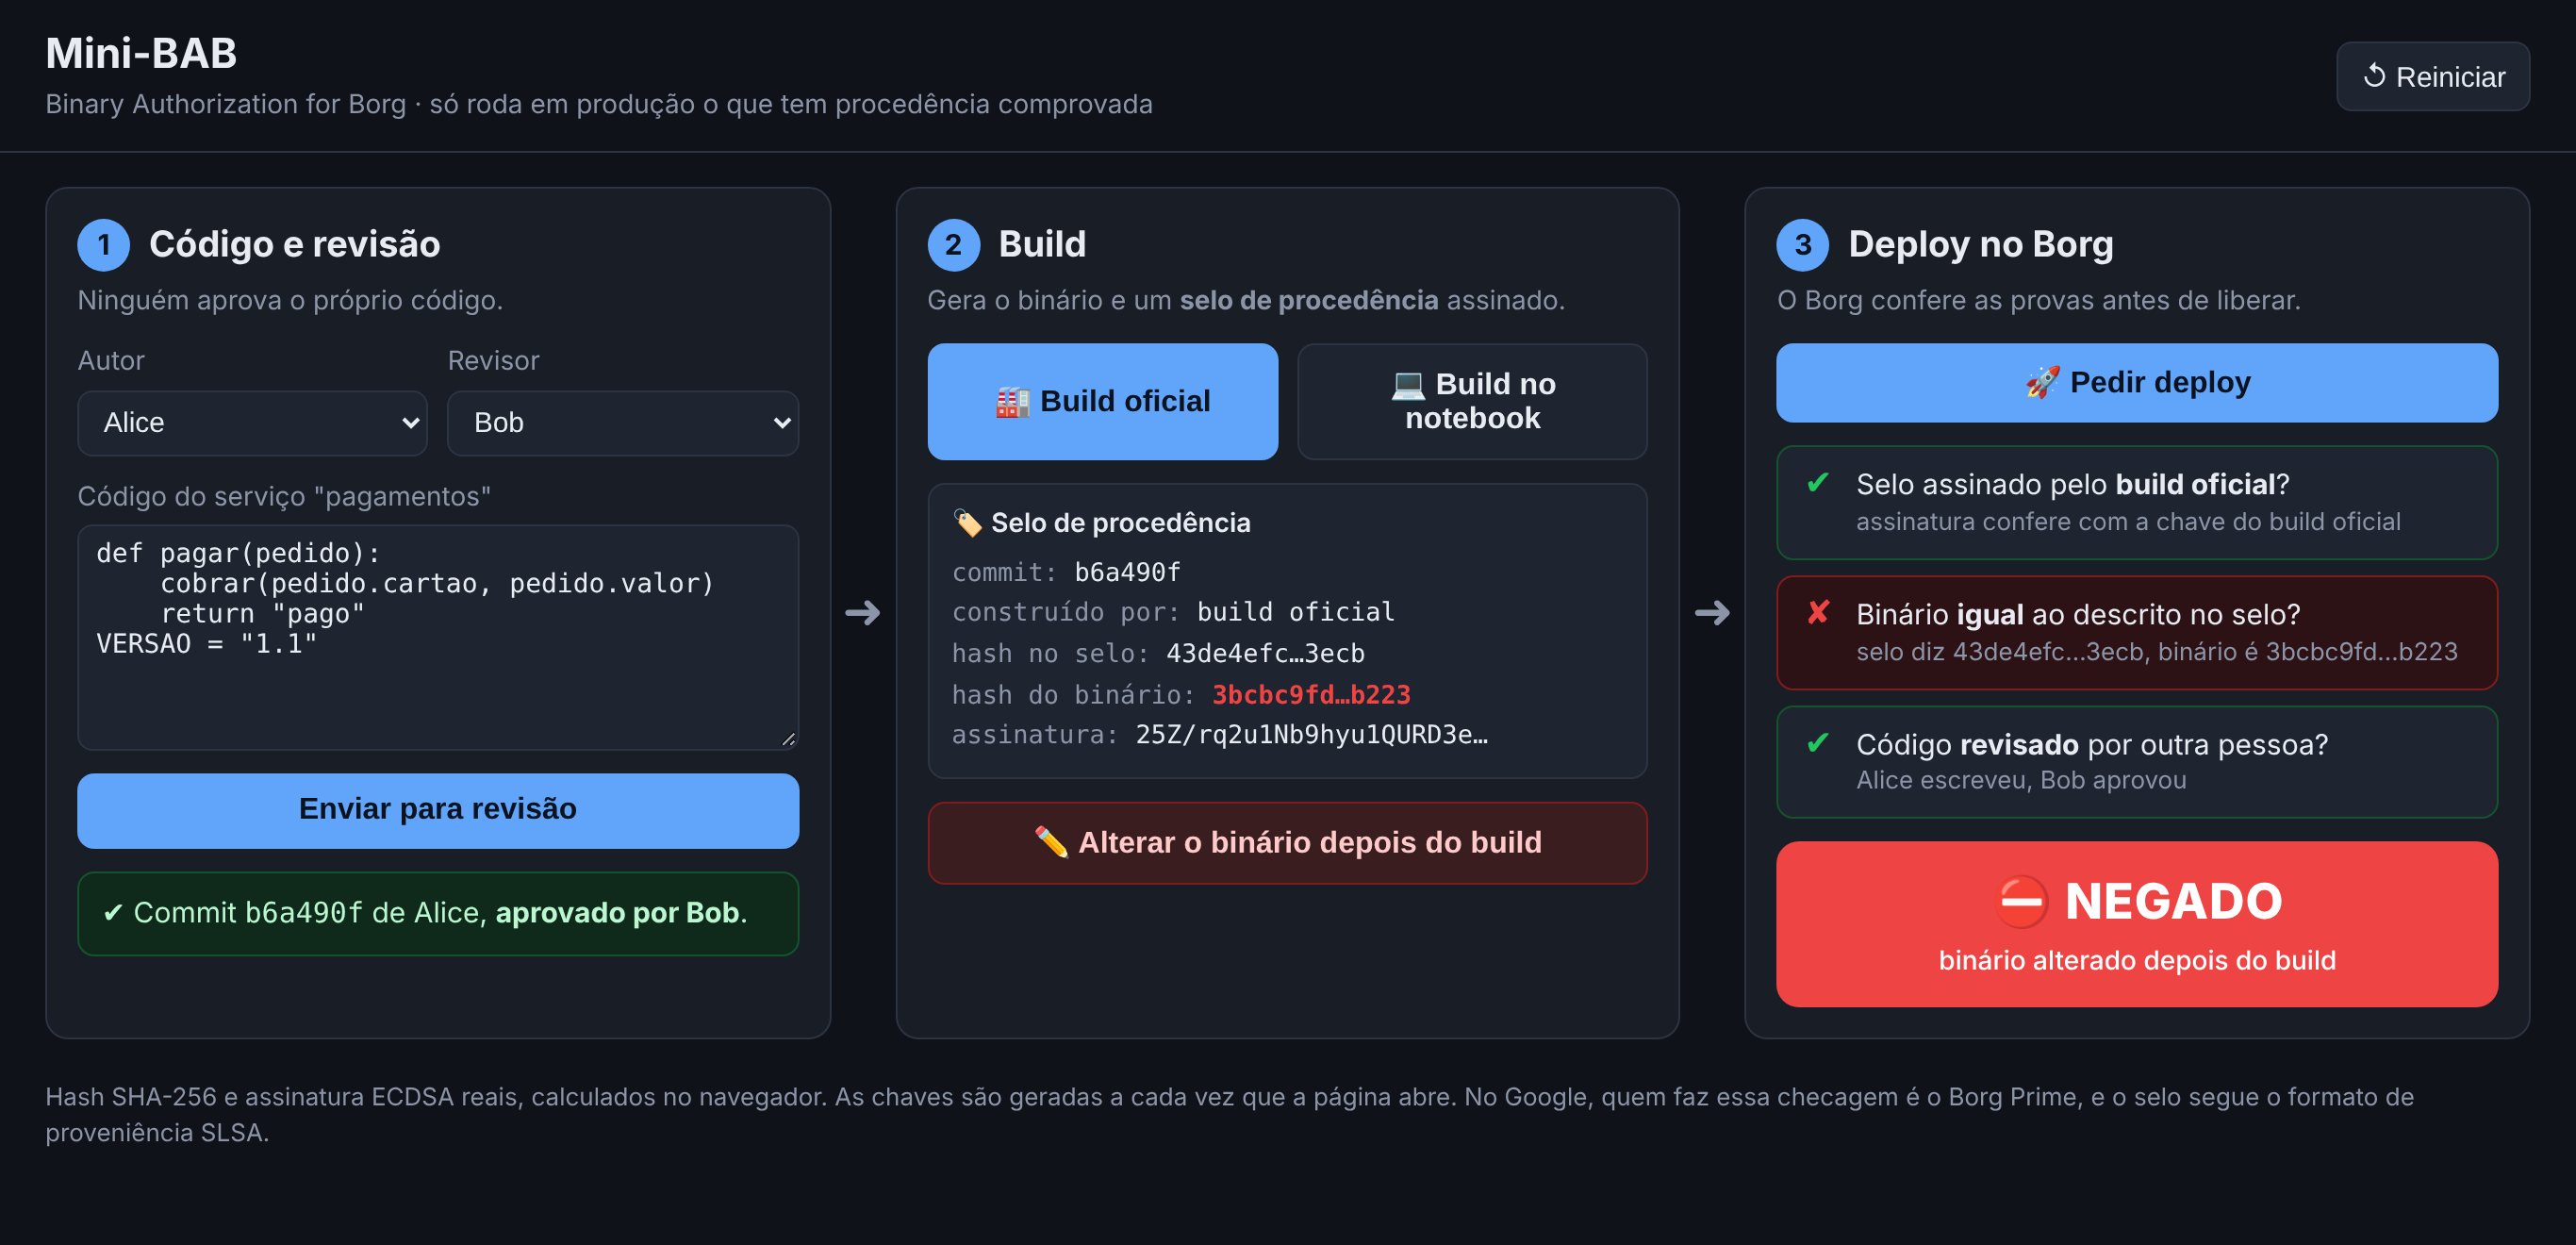 Mini-BAB
Binary Authorization for Borg · só roda em produção o que tem procedência comprovada
↺ Reiniciar
1 Código e revisão
Ninguém aprova o próprio código.
Autor
Revisor
Alice
Bob
Código do serviço "pagamentos"
def pagar(pedido):
    cobrar(pedido.cartao, pedido.valor)
    return "pago"
VERSAO = "1.1"
Enviar para revisão
✔ Commit b6a490f de Alice, aprovado por Bob.
➜
2 Build
Gera o binário e um selo de procedência assinado.
🏭 Build oficial
💻 Build no
notebook
🏷️ Selo de procedência
commit: b6a490f
construído por: build oficial
hash no selo: 43de4efc…3ecb
hash do binário: 3bcbc9fd…b223
assinatura: 25Z/rq2u1Nb9hyu1QURD3e…
✏️ Alterar o binário depois do build
➜
3 Deploy no Borg
O Borg confere as provas antes de liberar.
🚀 Pedir deploy
✔ Selo assinado pelo build oficial?
assinatura confere com a chave do build oficial
✘ Binário igual ao descrito no selo?
selo diz 43de4efc…3ecb, binário é 3bcbc9fd…b223
✔ Código revisado por outra pessoa?
Alice escreveu, Bob aprovou
⛔ NEGADO
binário alterado depois do build
Hash SHA-256 e assinatura ECDSA reais, calculados no navegador. As chaves são geradas a cada vez que a página abre. No Google, quem faz essa checagem é o Borg Prime, e o selo segue o formato de
proveniência SLSA.